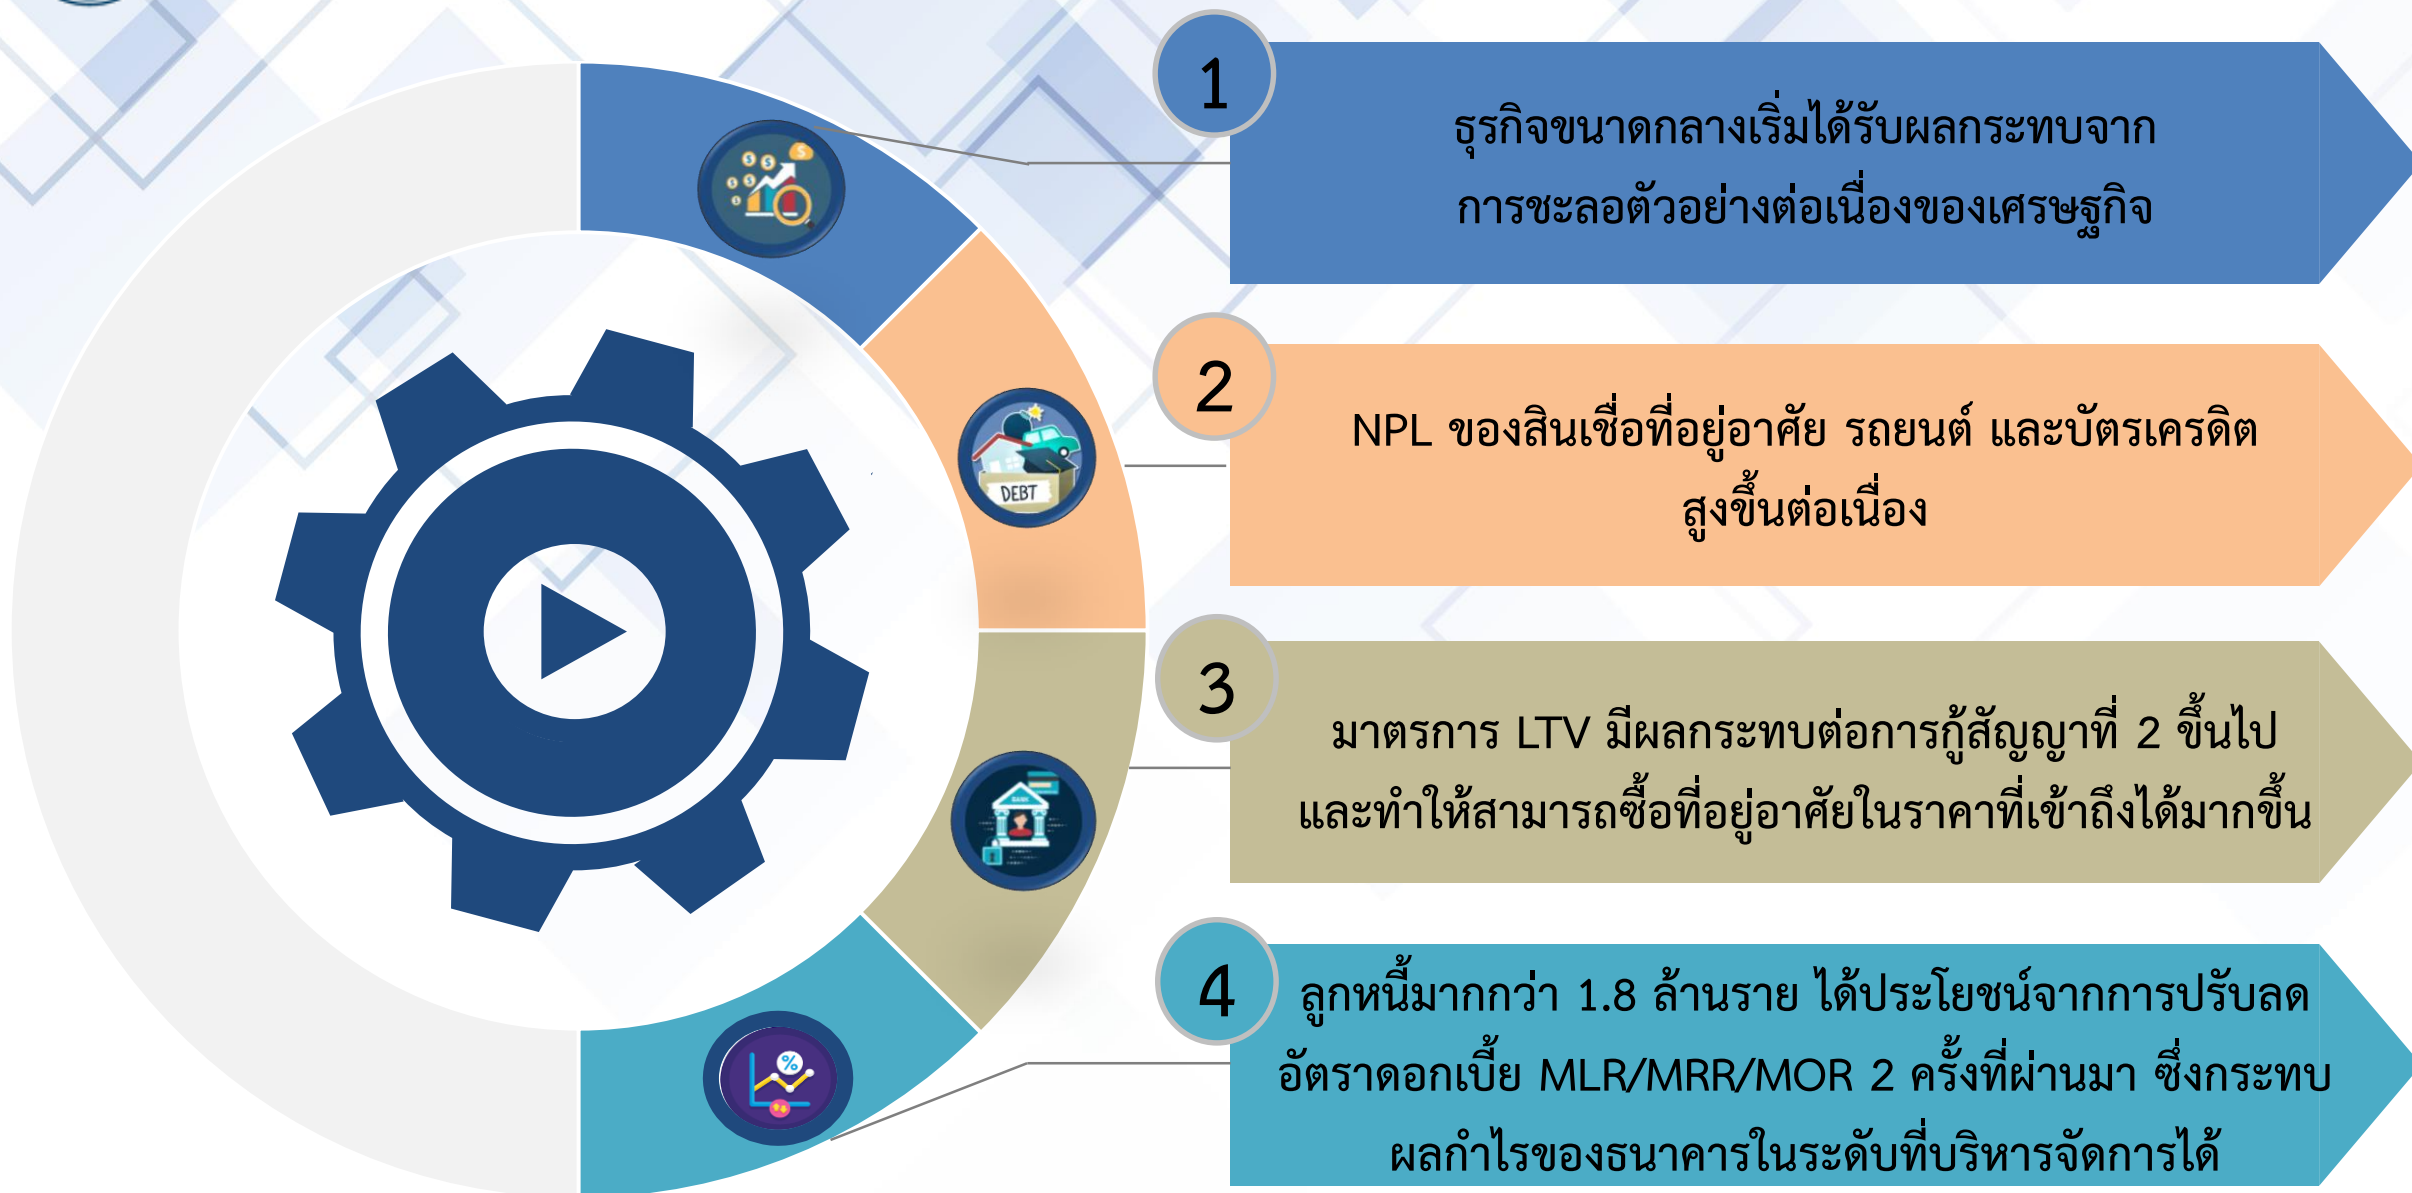 1
ธุรกิจขนาดกลางเริ่มได้รับผลกระทบจาก
การชะลอตัวอย่างต่อเนื่องของเศรษฐกิจ
2
NPL ของสินเชื่อที่อยู่อาศัย รถยนต์ และบัตรเครดิต
สูงขึ้นต่อเนื่อง
DEBT
3
มาตรการ LTV มีผลกระทบต่อการกู้สัญญาที่ 2 ขึ้นไป
และทำให้สามารถซื้อที่อยู่อาศัยในราคาที่เข้าถึงได้มากขึ้น
BANK
4
ลูกหนี้มากกว่า 1.8 ล้านราย ได้ประโยชน์จากการปรับลด
อัตราดอกเบี้ย MLR/MRR/MOR 2 ครั้งที่ผ่านมา ซึ่งกระทบ
ผลกำไรของธนาคารในระดับที่บริหารจัดการได้
%